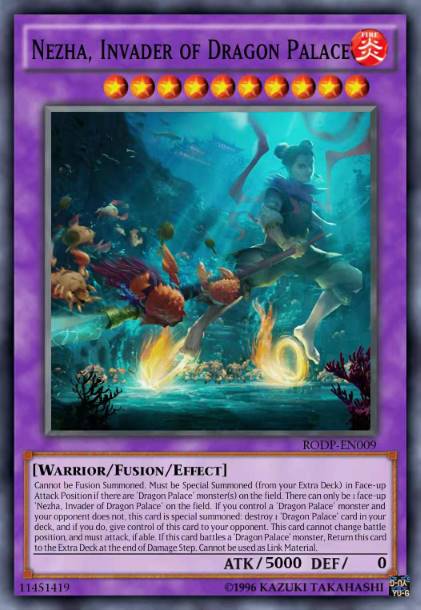 Nezha, Invader of Dragon Palace
FIRE
炎
RODP-EN009
[Warrior/Fusion/Effect]
Cannot be Fusion Summoned. Must be Special Summoned (from your Extra Deck) in Face-up
Attack Position if there are 'Dragon Palace' monster(s) on the field. There can only be 1 face-up
'Nezha, Invader of Dragon Palace' on the field. If you control a 'Dragon Palace' monster and
your opponent does not, this card is special summoned: destroy 1 'Dragon Palace' card in your
deck, and if you do, give control of this card to your opponent. This card cannot change battle
position, and must attack, if able. If this card battles a 'Dragon Palace' monster, Return this card
to the Extra Deck at the end of Damage Step. Cannot be used as Link Material.
ATK/5000 DEF/ 0
11451419 ©1996 KAZUKI TAKAHASHI